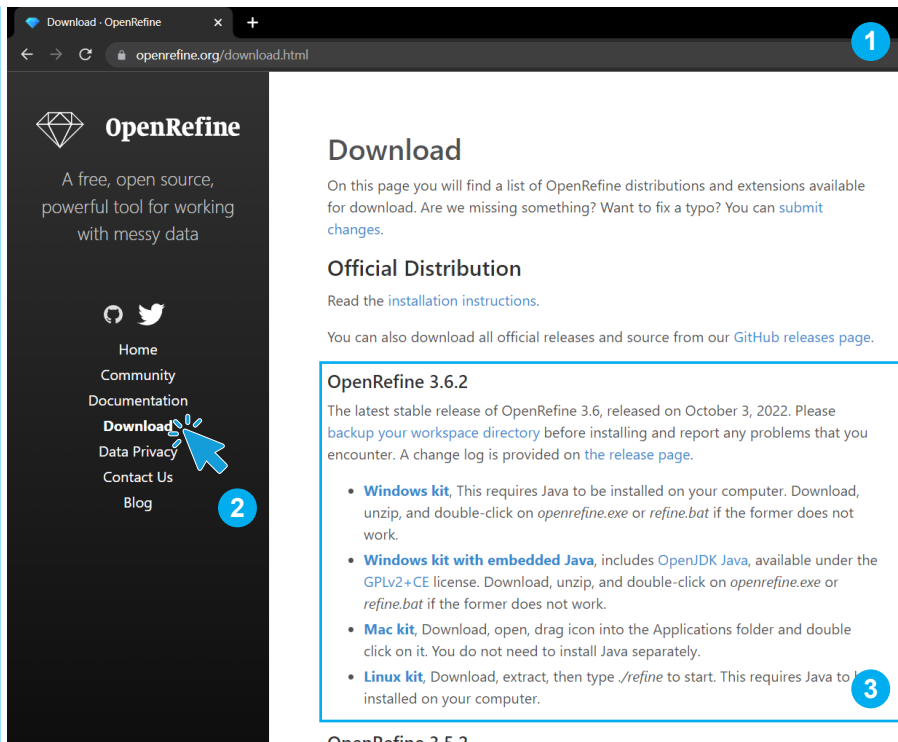 Download · OpenRefine
1
openrefine.org/download.html
OpenRefine
A free, open source,
powerful tool for working
with messy data
Home
Community
Documentation
Download
Data Privacy
Contact Us
Blog
2
Download
On this page you will find a list of OpenRefine distributions and extensions available
for download. Are we missing something? Want to fix a typo? You can submit
changes.
Official Distribution
Read the installation instructions.
You can also download all official releases and source from our GitHub releases page.
OpenRefine 3.6.2
The latest stable release of OpenRefine 3.6, released on October 3, 2022. Please
backup your workspace directory before installing and report any problems that you
encounter. A change log is provided on the release page.
• Windows kit, This requires Java to be installed on your computer. Download,
unzip, and double-click on openrefine.exe or refine.bat if the former does not
work.
• Windows kit with embedded Java, includes OpenJDK Java, available under the
GPLv2+CE license. Download, unzip, and double-click on openrefine.exe or
refine.bat if the former does not work.
• Mac kit, Download, open, drag icon into the Applications folder and double
click on it. You do not need to install Java separately.
• Linux kit, Download, extract, then type ./refine to start. This requires Java to
installed on your computer.
3
OpenRefine 3.5.2